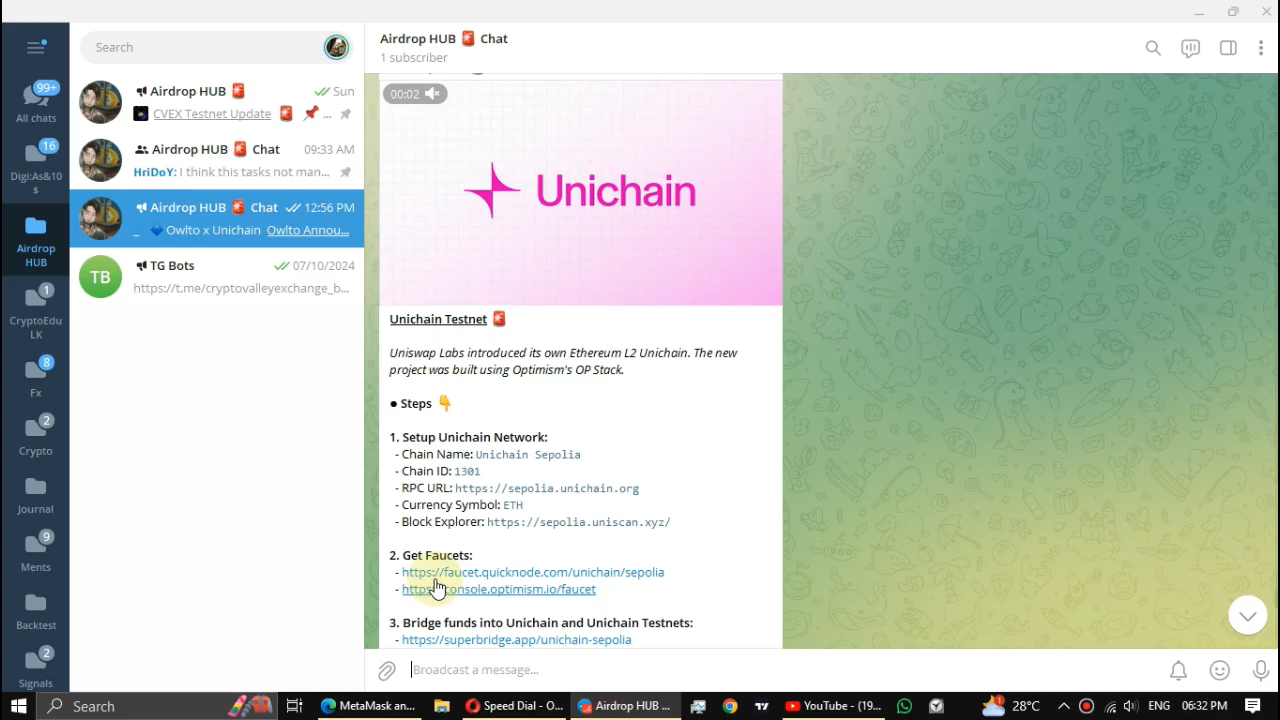 Search
Airdrop HUB 🚨 Chat
1 subscriber
99+
All chats
16
Digi:As&10
$
Airdrop
HUB
1
CryptoEdu
LK
8
Fx
2
Crypto
Journal
9
Ments
Backtest
2
Signals
Airdrop HUB 🚨
Sun
CVEX Testnet Update 🚨 📌 ...
Airdrop HUB 🚨 Chat
09:33 AM
HriDoY: I think this tasks not man...
Airdrop HUB 🚨 Chat
12:56 PM
_ 🔹 Owlto x Unichain Owlto Annou...
TB
TG Bots
07/10/2024
https://t.me/cryptovalleyexchange_b...
00:02
Unichain
Unichain Testnet 🚨
Uniswap Labs introduced its own Ethereum L2 Unichain. The new
project was built using Optimism's OP Stack.
● Steps 👇
1. Setup Unichain Network:
- Chain Name: Unichain Sepolia
- Chain ID: 1301
- RPC URL: https://sepolia.unichain.org
- Currency Symbol: ETH
- Block Explorer: https://sepolia.uniscan.xyz/
2. Get Faucets:
- https://faucet.quicknode.com/unichain/sepolia
- https://console.optimism.io/faucet
3. Bridge funds into Unichain and Unichain Testnets:
- https://superbridge.app/unichain-sepolia
Broadcast a message...
Search
MetaMask an...
Speed Dial - O...
Airdrop HUB ...
YouTube - (19...
28°C
ENG
06:32 PM